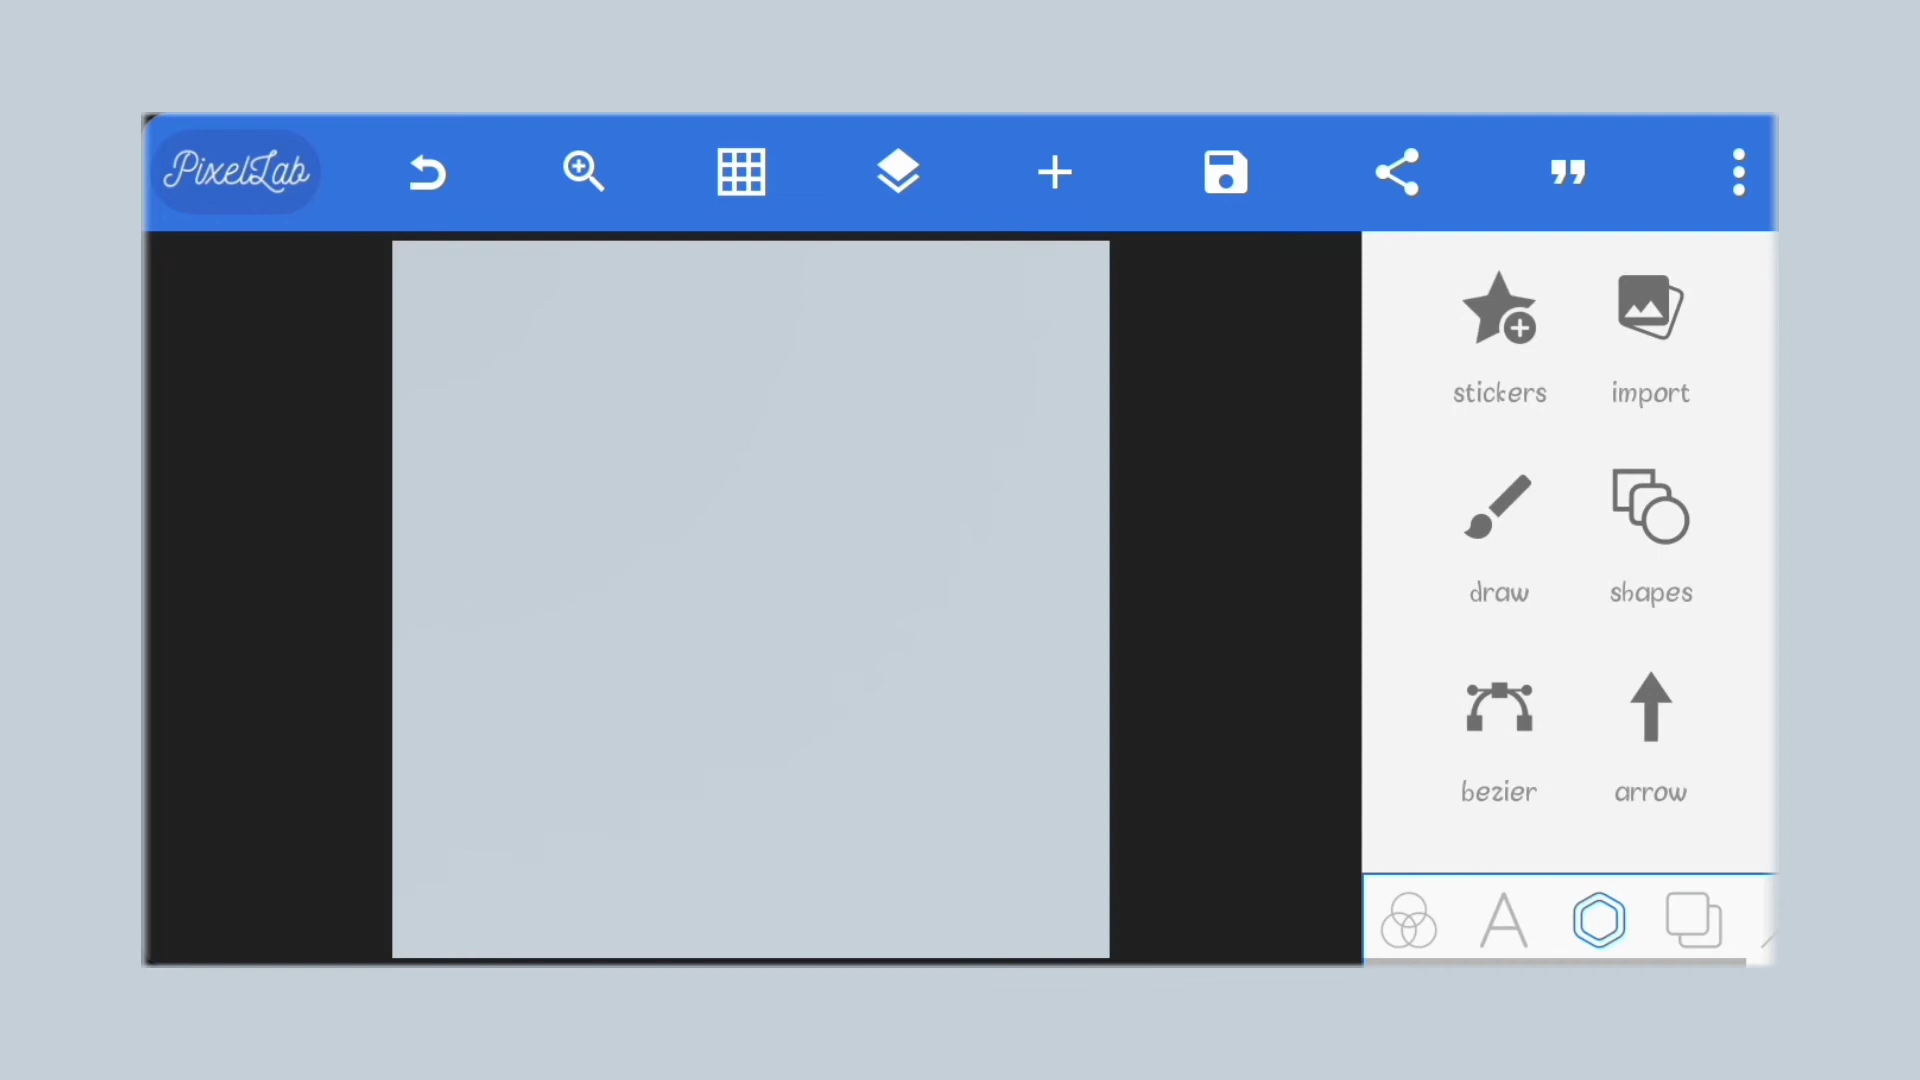 PixelLab
stickers
import
draw
shapes
bezier
arrow